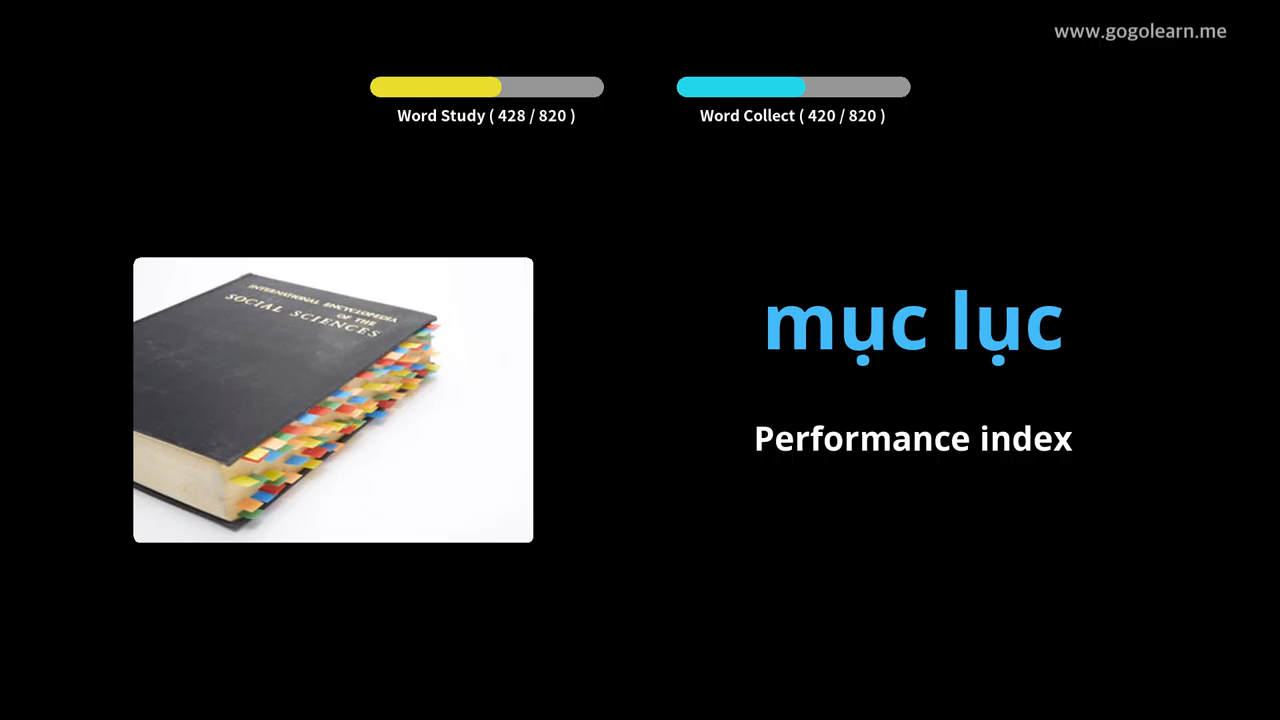 www.gogolearn.me
Word Study ( 428 / 820 )
Word Collect ( 420 / 820 )
INTERNATIONAL ENCYCLOPEDIA
OF THE
SOCIAL SCIENCES
mục lục
Performance index